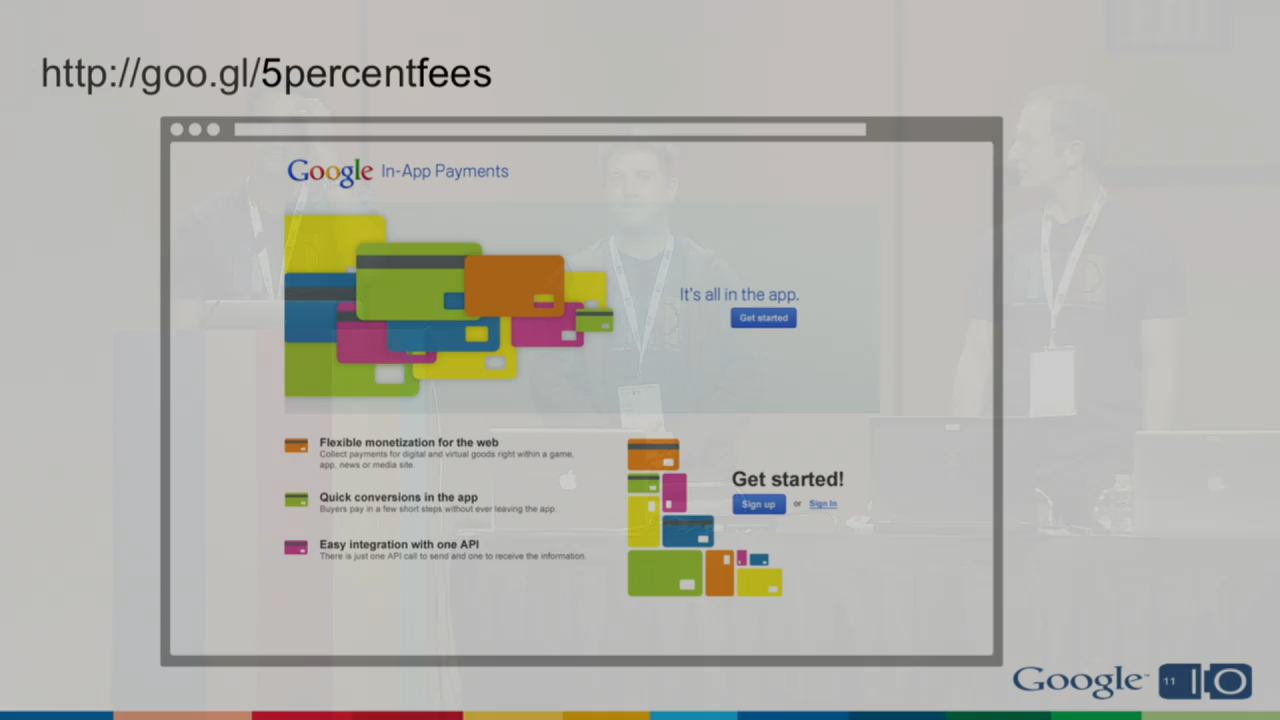 http://goo.gl/5percentfees
Google In-App Payments
It's all in the app.
Get started
Flexible monetization for the web
Collect payments for digital and virtual goods right within a game,
app, news or media site.
Quick conversions in the app
Buyers pay in a few short steps without ever leaving the app.
Easy integration with one API
There is just one API call to send and one to receive the information.
Get started!
Sign up or Sign In
Google 11 IO